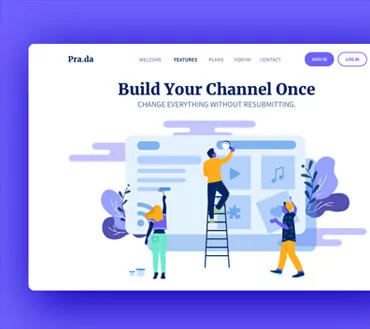 Pra.da
WELCOME FEATURES PLANS FORUM CONTACT
SIGN IN LOG IN
Build Your Channel Once
CHANGE EVERYTHING WITHOUT RESUBMITTING.